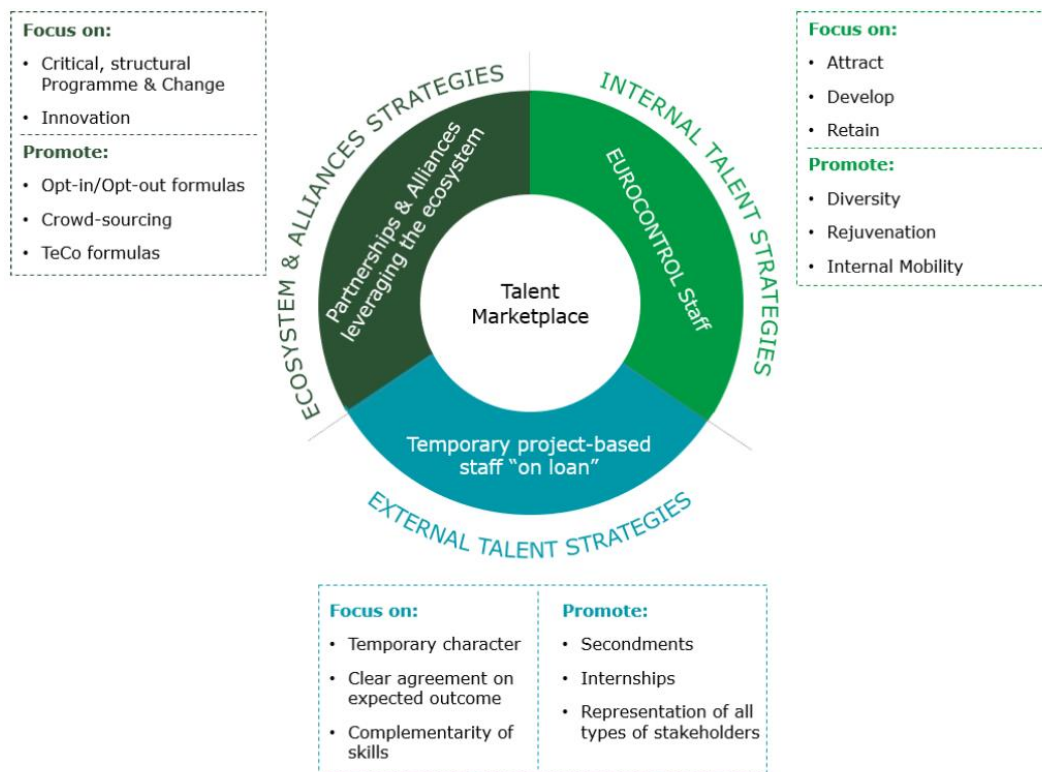 Focus on:
• Critical, structural
Programme & Change
• Innovation
Promote:
• Opt-in/Opt-out formulas
• Crowd-sourcing
• TeCo formulas
ECOSYSTEM & ALLIANCES STRATEGIES
Partnerships & Alliances
leveraging the ecosystem
Talent
Marketplace
EUROCONTROL Staff
INTERNAL TALENT STRATEGIES
Focus on:
• Attract
• Develop
• Retain
Promote:
• Diversity
• Rejuvenation
• Internal Mobility
Temporary project-based
staff “on loan”
EXTERNAL TALENT STRATEGIES
Focus on:
• Temporary character
• Clear agreement on
expected outcome
• Complementarity of
skills
Promote:
• Secondments
• Internships
• Representation of all
types of stakeholders